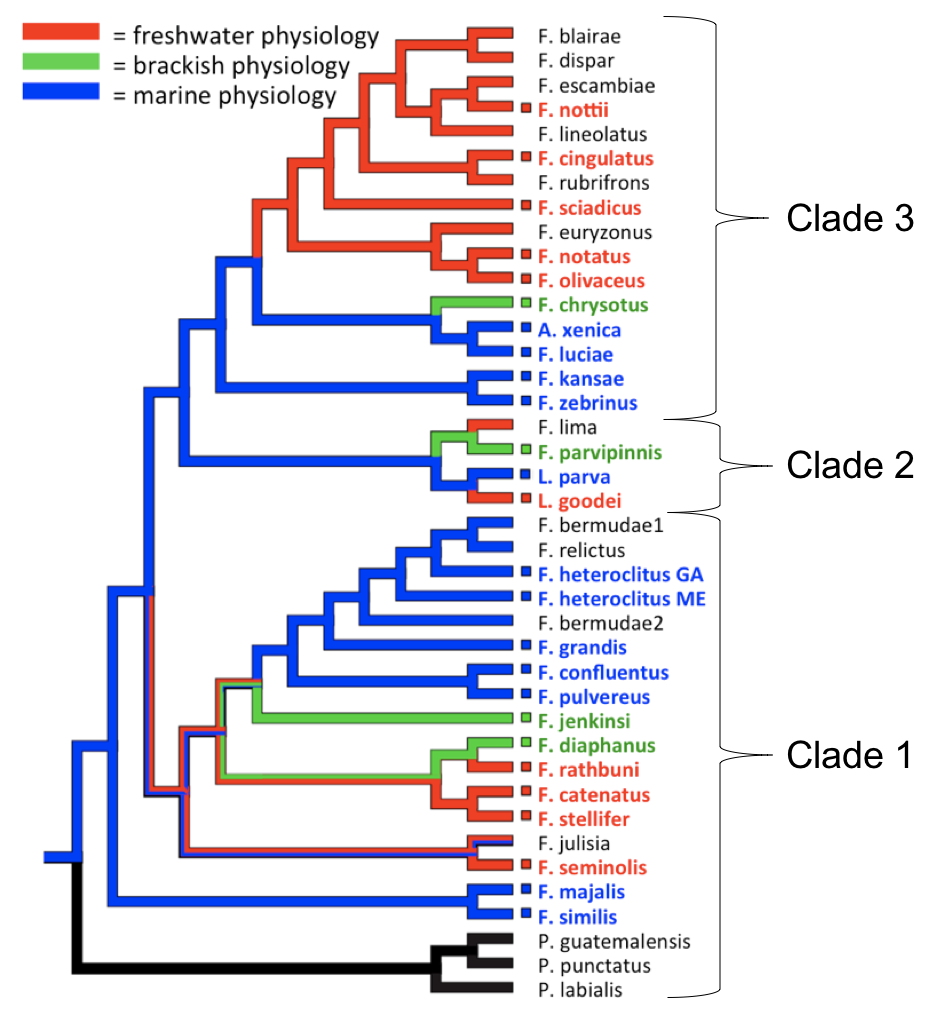 = freshwater physiology
= brackish physiology
= marine physiology
F. blairae
F. dispar
F. escambiae
F. nottii
F. lineolatus
F. cingulatus
F. rubrifrons
F. sciadicus
F. euryzonus
F. notatus
F. olivaceus
F. chrysotus
A. xenica
F. luciae
F. kansae
F. zebrinus
Clade 3
F. lima
F. parvipinnis
L. parva
L. goodei
Clade 2
F. bermudae1
F. relictus
F. heteroclitus GA
F. heteroclitus ME
F. bermudae2
F. grandis
F. confluentus
F. pulvereus
F. jenkinsi
F. diaphanus
F. rathbuni
F. catenatus
F. stellifer
F. julisia
F. seminolis
F. majalis
F. similis
P. guatemalensis
P. punctatus
P. labialis
Clade 1